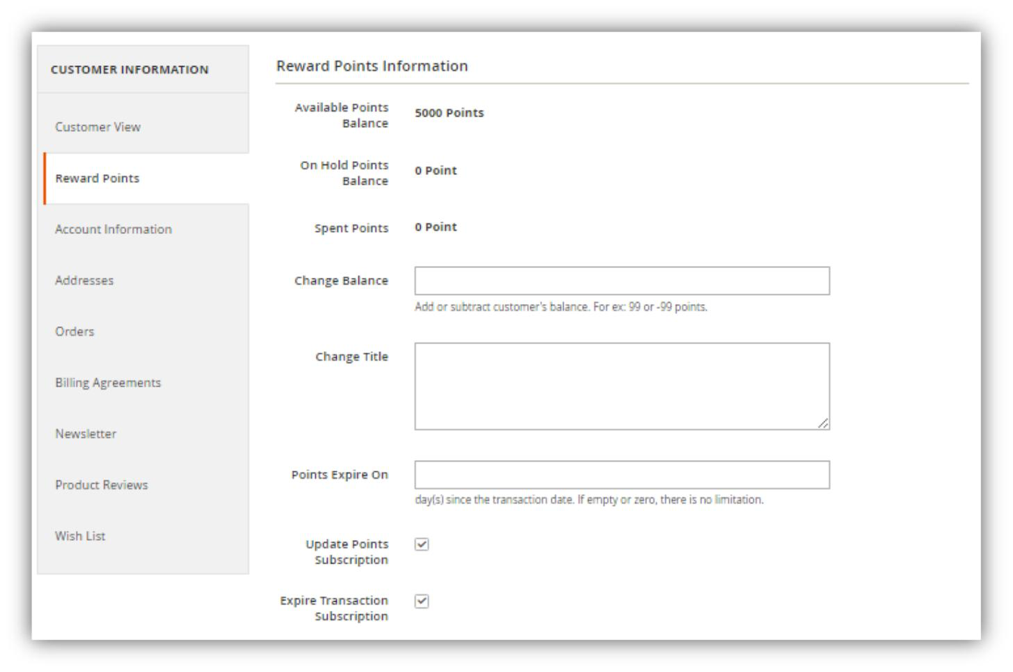 CUSTOMER INFORMATION
Customer View
Reward Points
Account Information
Addresses
Orders
Billing Agreements
Newsletter
Product Reviews
Wish List
Reward Points Information
Available Points
Balance
5000 Points
On Hold Points
Balance
0 Point
Spent Points
0 Point
Change Balance
Add or subtract customer's balance. For ex: 99 or -99 points.
Change Title
Points Expire On
day(s) since the transaction date. If empty or zero, there is no limitation.
Update Points
Subscription
Expire Transaction
Subscription